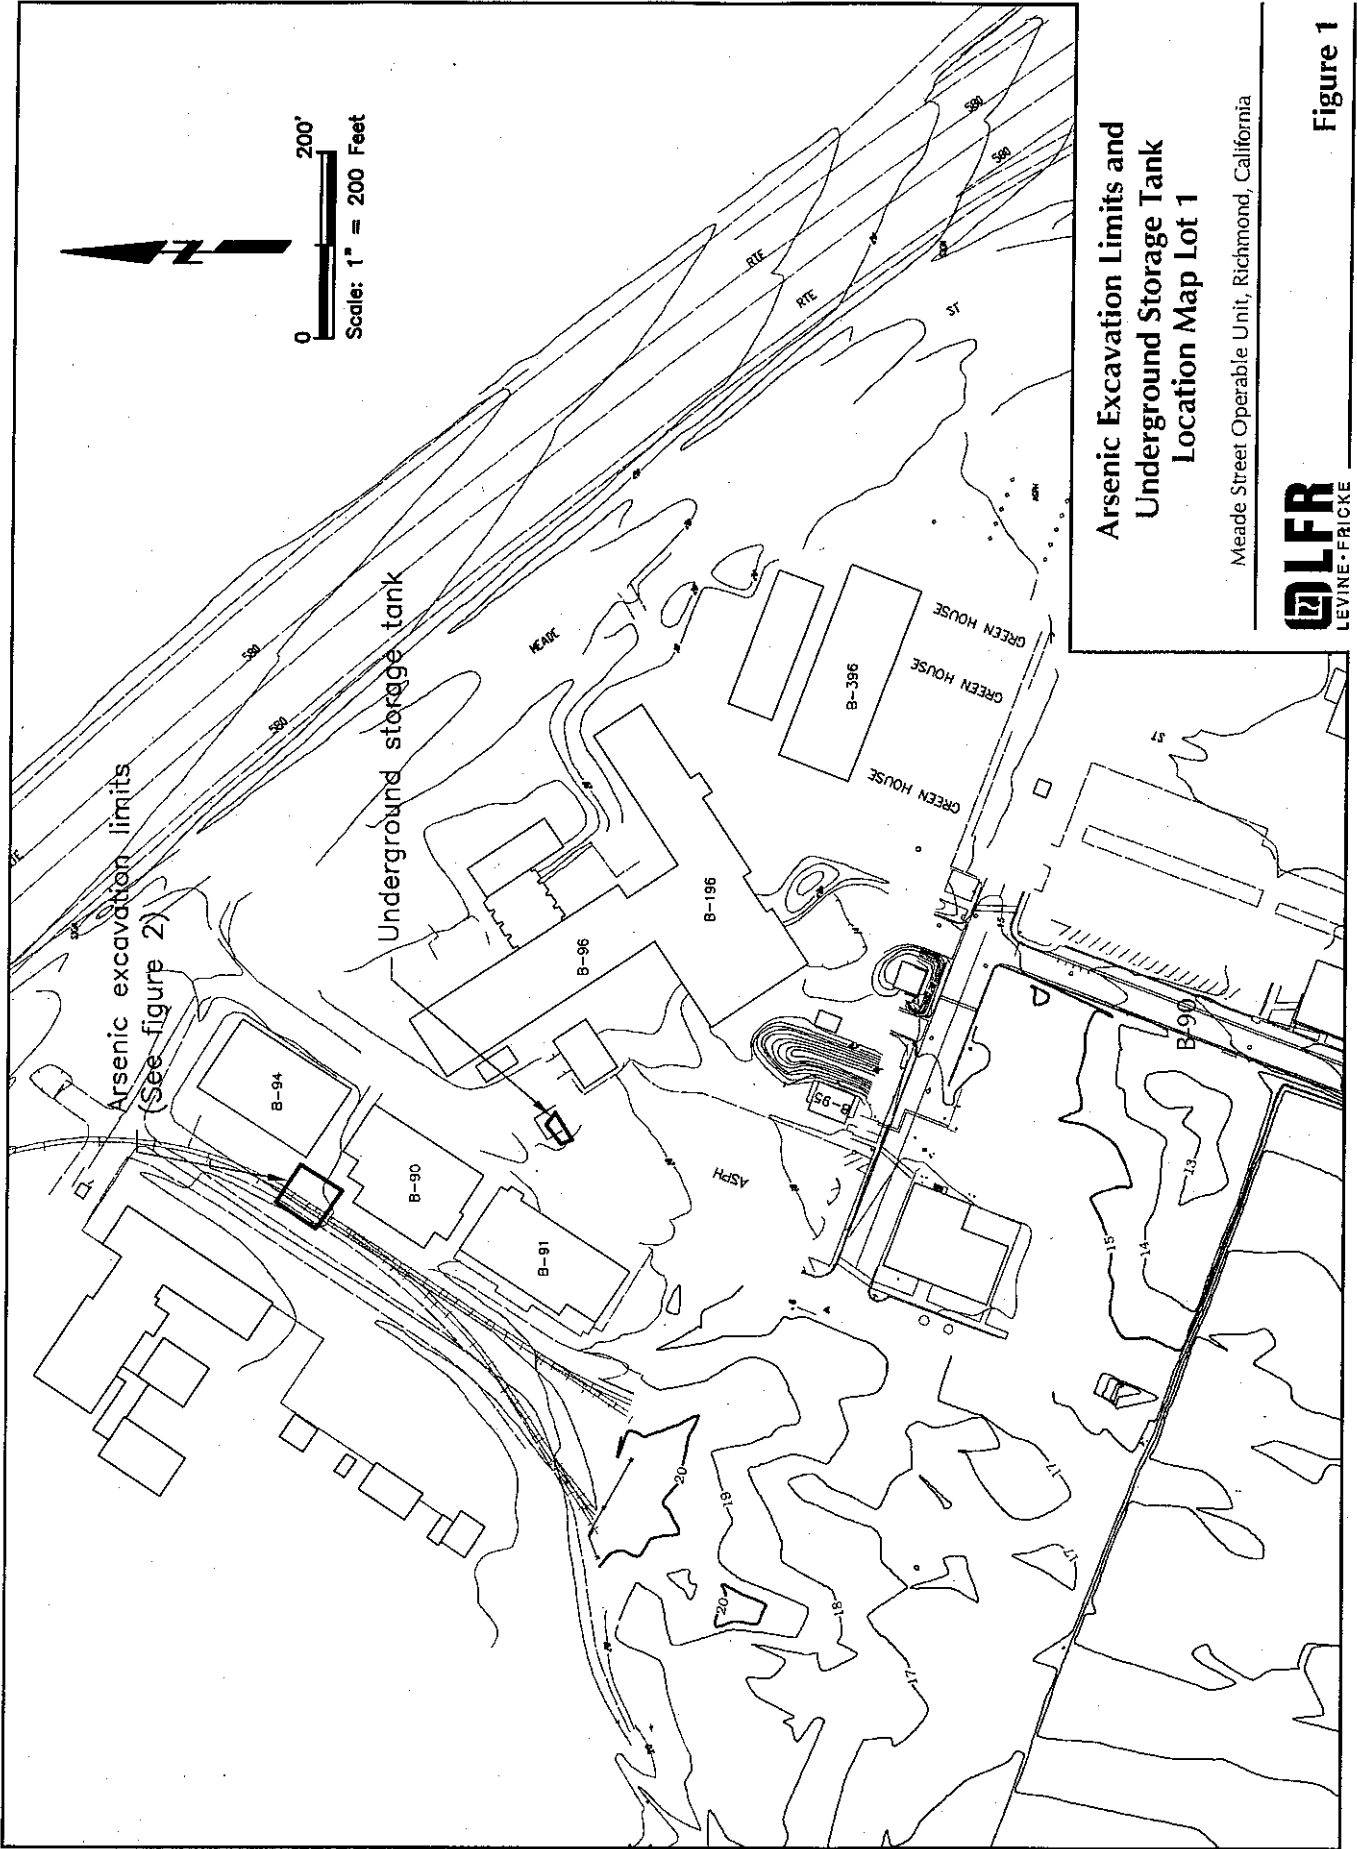 0 200'
Scale: 1" = 200 Feet
N
Arsenic excavation limits
(See figure 2)
Underground storage tank
580
580
580
580
RTE
RTE
ST
MEADE
B-94
B-90
B-91
B-96
B-196
B-396
GREEN HOUSE
GREEN HOUSE
GREEN HOUSE
B-95
ASPH
ST
B-90
20
20
19
18
17
17
17
15
14
13
Arsenic Excavation Limits and
Underground Storage Tank
Location Map Lot 1
Meade Street Operable Unit, Richmond, California
LFR
LEVINE·FRICKE
Figure 1